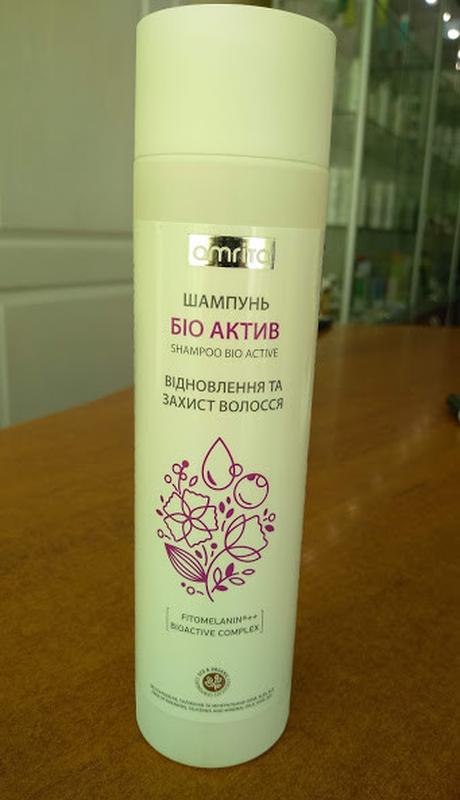 amrita
ШАМПУНЬ
БІО АКТИВ
SHAMPOO BIO ACTIVE
ВІДНОВЛЕННЯ ТА
ЗАХИСТ ВОЛОССЯ
FITOMELANIN®++
BIOACTIVE COMPLEX